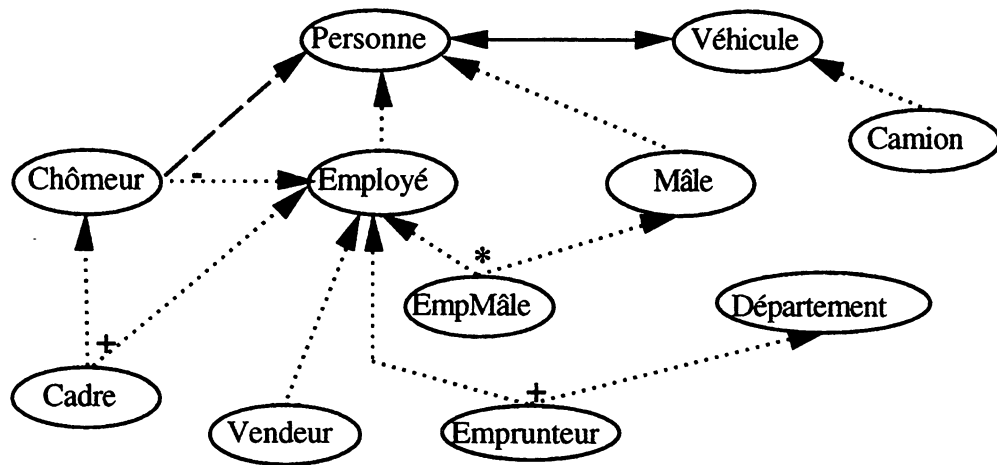 Personne
Véhicule
Camion
Chômeur
-
Employé
Mâle
*
EmpMâle
Département
+
Cadre
Vendeur
+
Emprunteur